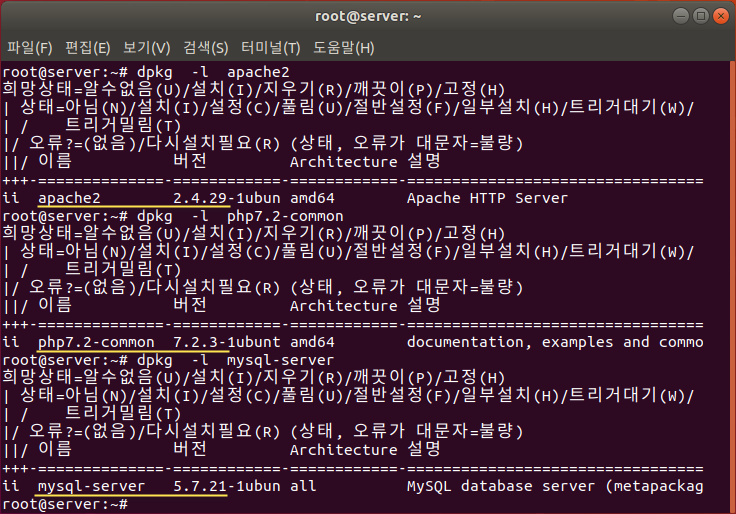 root@server: ~
파일(F) 편집(E) 보기(V) 검색(S) 터미널(T) 도움말(H)
root@server:~# dpkg  -l  apache2
희망상태=알수없음(U)/설치(I)/지우기(R)/깨끗이(P)/고정(H)
| 상태=아님(N)/설치(I)/설정(C)/풀림(U)/절반설정(F)/일부설치(H)/트리거대기(W)/
| /    트리거밀림(T)
|/ 오류?=(없음)/다시설치필요(R) (상태, 오류가 대문자=불량)
||/ 이름           버전         Architecture 설명
+++-==============-============-============-=================================
ii  apache2        2.4.29-1ubun amd64        Apache HTTP Server
root@server:~# dpkg  -l  php7.2-common
희망상태=알수없음(U)/설치(I)/지우기(R)/깨끗이(P)/고정(H)
| 상태=아님(N)/설치(I)/설정(C)/풀림(U)/절반설정(F)/일부설치(H)/트리거대기(W)/
| /    트리거밀림(T)
|/ 오류?=(없음)/다시설치필요(R) (상태, 오류가 대문자=불량)
||/ 이름           버전         Architecture 설명
+++-==============-============-============-=================================
ii  php7.2-common  7.2.3-1ubunt amd64        documentation, examples and commo
root@server:~# dpkg  -l  mysql-server
희망상태=알수없음(U)/설치(I)/지우기(R)/깨끗이(P)/고정(H)
| 상태=아님(N)/설치(I)/설정(C)/풀림(U)/절반설정(F)/일부설치(H)/트리거대기(W)/
| /    트리거밀림(T)
|/ 오류?=(없음)/다시설치필요(R) (상태, 오류가 대문자=불량)
||/ 이름           버전         Architecture 설명
+++-==============-============-============-=================================
ii  mysql-server   5.7.21-1ubun all          MySQL database server (metapackag
root@server:~#